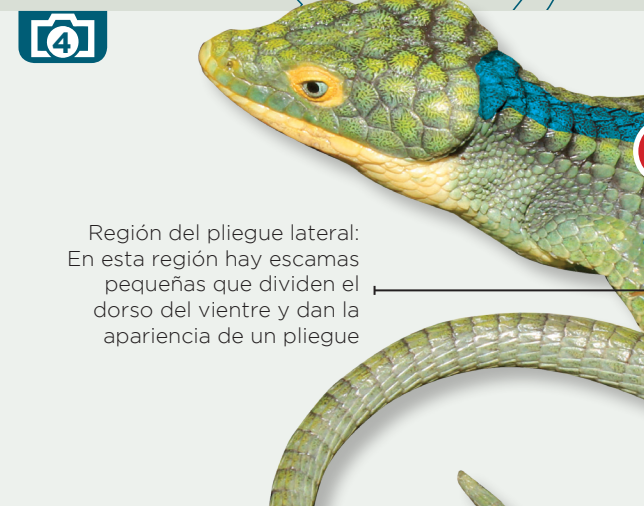 4
Región del pliegue lateral:
En esta región hay escamas
pequeñas que dividen el
dorso del vientre y dan la
apariencia de un pliegue